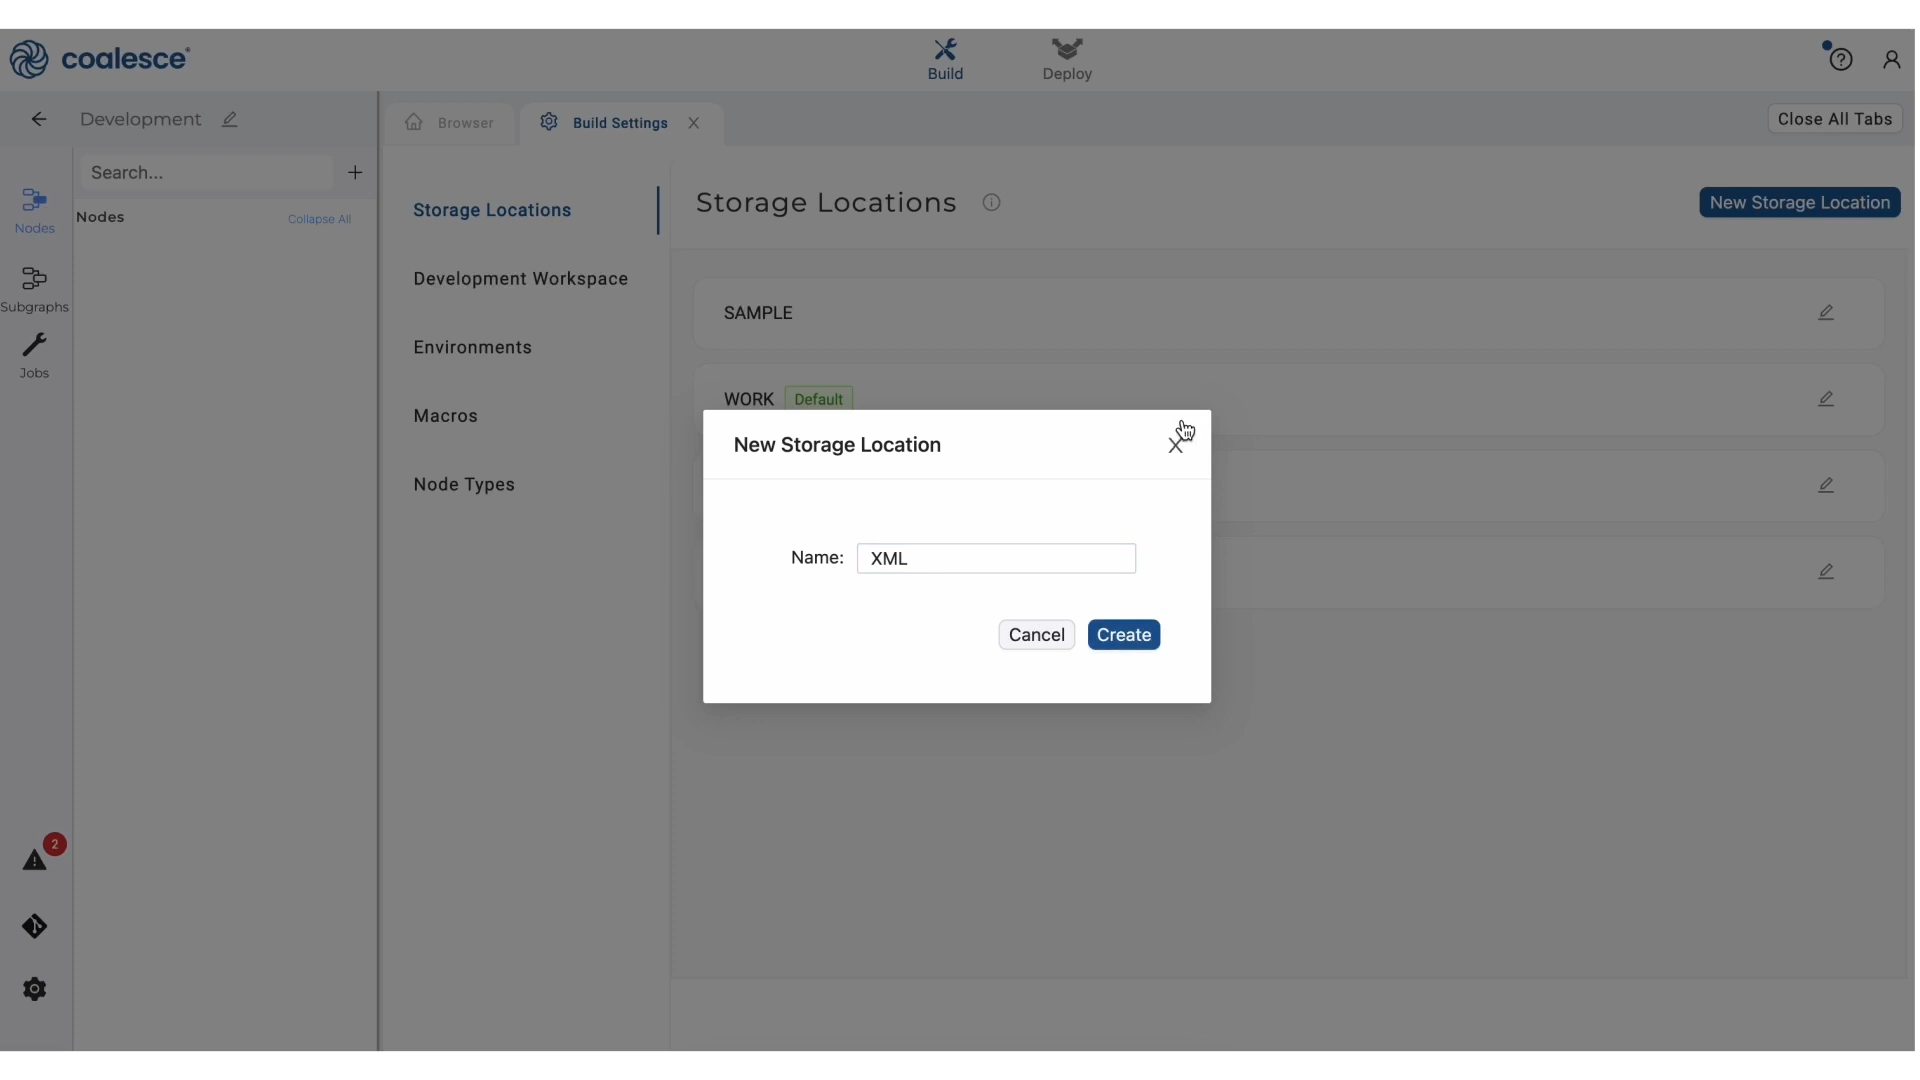 coalesce
Build
Deploy
Development
Browser
Build Settings
Close All Tabs
Search...
Nodes
Collapse All
Nodes
Subgraphs
Jobs
2
Storage Locations
Development Workspace
Environments
Macros
Node Types
Storage Locations
New Storage Location
SAMPLE
WORK Default
New Storage Location
Name: XML
Cancel Create